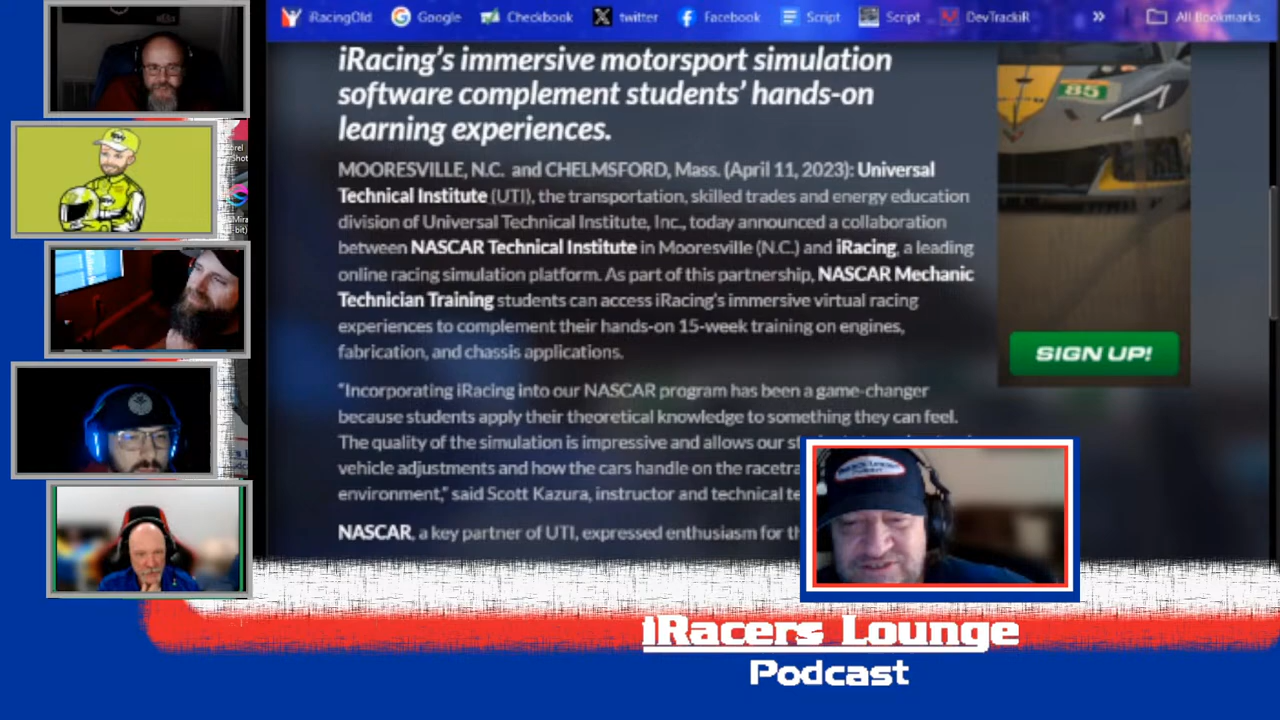 iRacingOld Google Checkbook twitter Facebook Script Script DevTrackiR » All Bookmarks
iRacing’s immersive motorsport simulation
software complement students’ hands-on
learning experiences.
85
MOORESVILLE, N.C. and CHELMSFORD, Mass. (April 11, 2023): Universal
Technical Institute (UTI), the transportation, skilled trades and energy education
division of Universal Technical Institute, Inc., today announced a collaboration
between NASCAR Technical Institute in Mooresville (N.C.) and iRacing, a leading
online racing simulation platform. As part of this partnership, NASCAR Mechanic
Technician Training students can access iRacing’s immersive virtual racing
experiences to complement their hands-on 15-week training on engines,
fabrication, and chassis applications.
SIGN UP!
“Incorporating iRacing into our NASCAR program has been a game-changer
because students apply their theoretical knowledge to something they can feel.
The quality of the simulation is impressive and allows our
vehicle adjustments and how the cars handle on the racetra
environment,” said Scott Kazura, instructor and technical te
NASCAR, a key partner of UTI, expressed enthusiasm for th
iRacers Lounge
Podcast